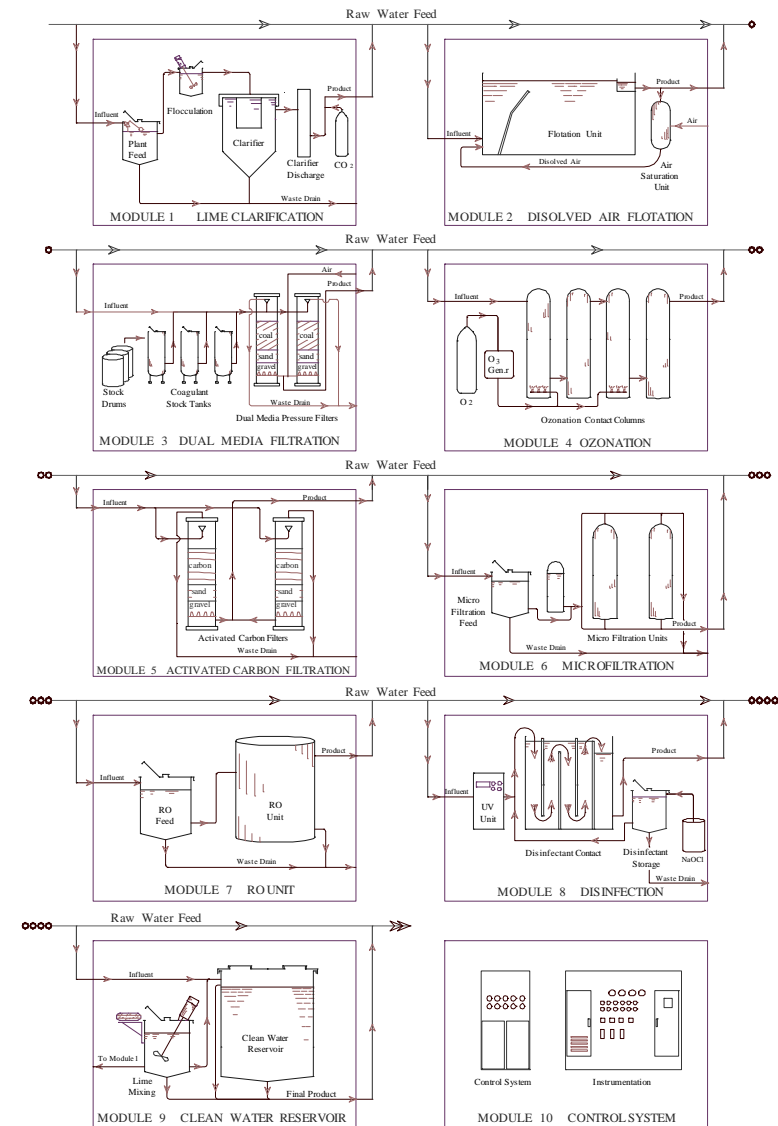 Raw Water Feed
Influent
Plant
Feed
Flocculation
Clarifier
Clarifier
Discharge
Product
CO 2
Waste Drain
MODULE 1 LIME CLARIFICATION
Influent
Flotation Unit
Product
Air
Disolved Air
Air
Saturation
Unit
MODULE 2 DISOLVED AIR FLOTATION
Raw Water Feed
Influent
Air
Product
coal
sand
gravel
coal
sand
gravel
Stock
Drums
Coagulant
Stock Tanks
Waste Drain
Dual Media Pressure Filters
MODULE 3 DUAL MEDIA FILTRATION
Influent
Product
O 3
Gen.r
O 2
Ozonation Contact Columns
MODULE 4 OZONATION
Raw Water Feed
Influent
Product
carbon
sand
gravel
carbon
sand
gravel
Activated Carbon Filters
Waste Drain
MODULE 5 ACTIVATED CARBON FILTRATION
Influent
Micro
Filtration
Feed
Product
Micro Filtration Units
Waste Drain
MODULE 6 MICROFILTRATION
Raw Water Feed
Influent
RO
Feed
RO
Unit
Product
Waste Drain
MODULE 7 RO UNIT
Influent
UV
Unit
Product
Disinfectant Contact
Disinfectant
Storage
NaOCl
Waste Drain
MODULE 8 DISINFECTION
Raw Water Feed
Influent
Clean Water
Reservoir
To Module1
Lime
Mixing
Final Product
MODULE 9 CLEAN WATER RESERVOIR
Control System
Instrumentation
MODULE 10 CONTROL SYSTEM